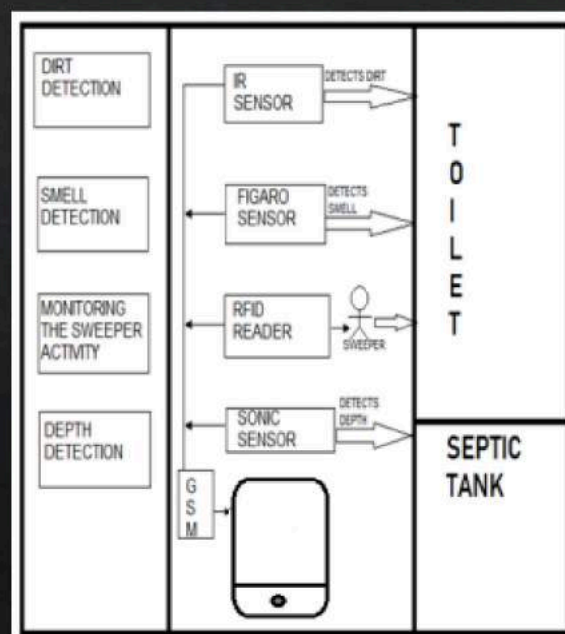 DIRT
DETECTION
SMELL
DETECTION
MONITORING
THE SWEEPER
ACTIVITY
DEPTH
DETECTION
IR
SENSOR
DETECTS DIRT
FIGARO
SENSOR
DETECTS
SMELL
RFID
READER
SWEEPER
SONIC
SENSOR
DETECTS
DEPTH
G
S
M
T
O
I
L
E
T
SEPTIC
TANK